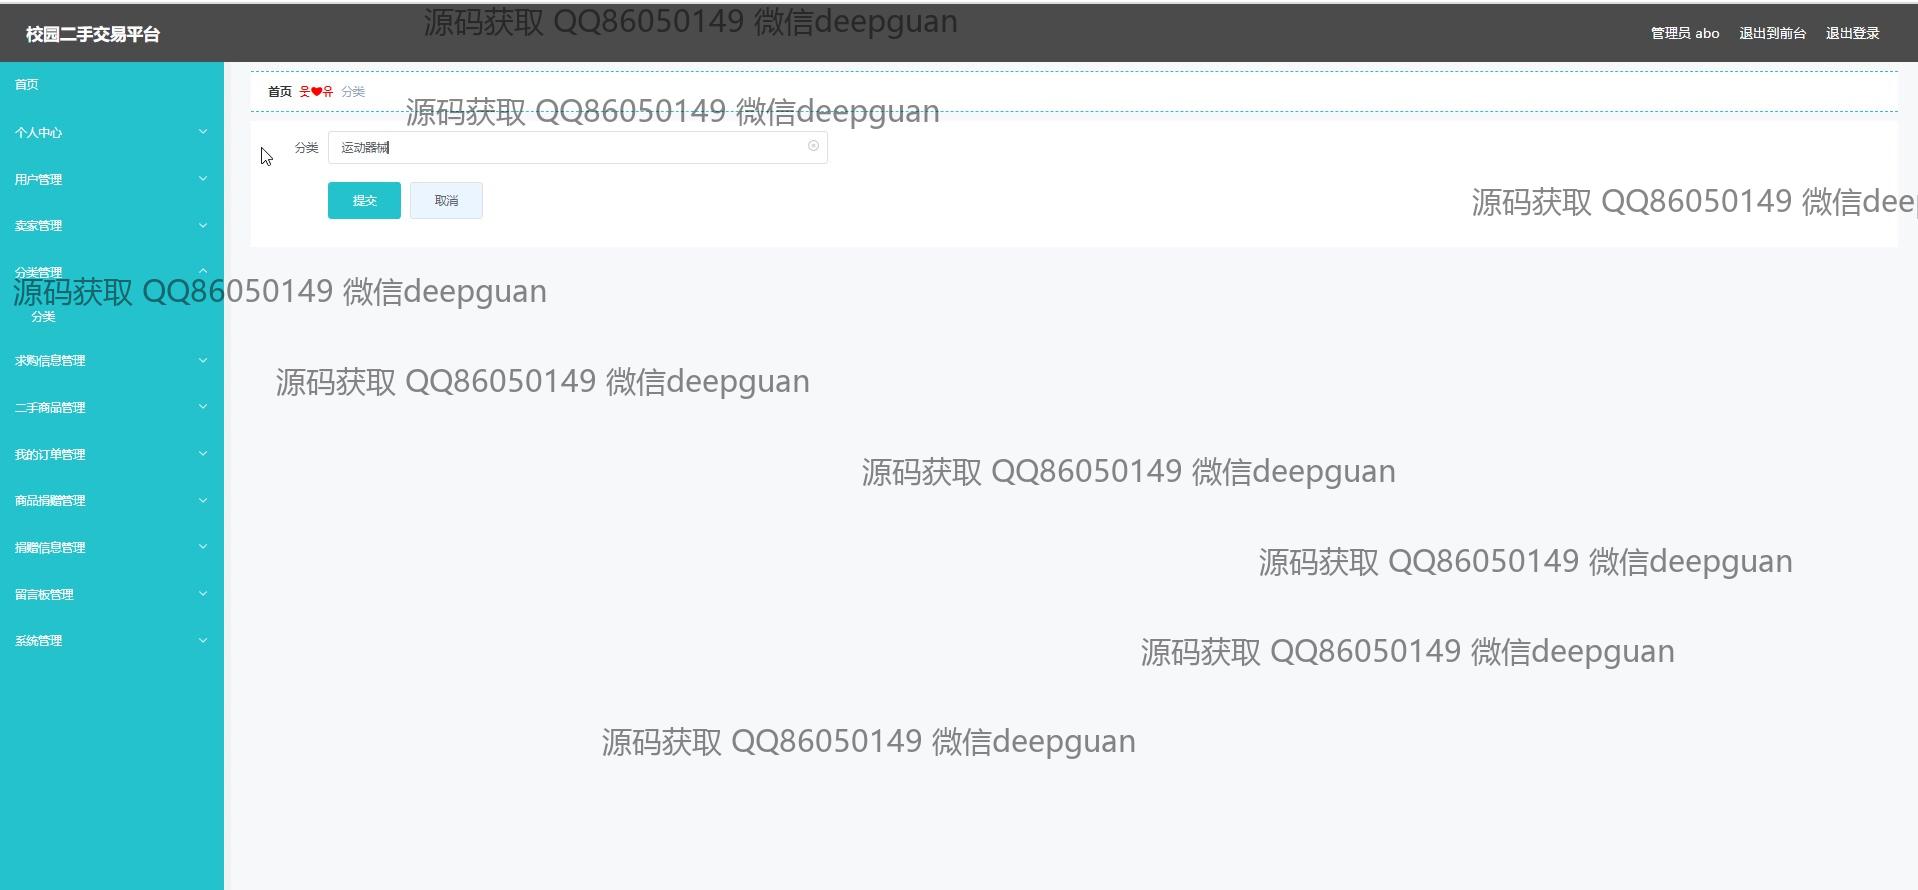 源码获取 QQ86050149 微信deepguan
校园二手交易平台
管理员 abo 退出到前台 退出登录
首页
首页 웃❤유 分类
源码获取 QQ86050149 微信deepguan
个人中心
分类 运动器械
用户管理
提交 取消
源码获取 QQ86050149 微信deep
卖家管理
分类管理
源码获取 QQ86050149 微信deepguan
分类
求购信息管理
源码获取 QQ86050149 微信deepguan
二手商品管理
我的订单管理
源码获取 QQ86050149 微信deepguan
商品捐赠管理
捐赠信息管理
源码获取 QQ86050149 微信deepguan
留言板管理
系统管理
源码获取 QQ86050149 微信deepguan
源码获取 QQ86050149 微信deepguan